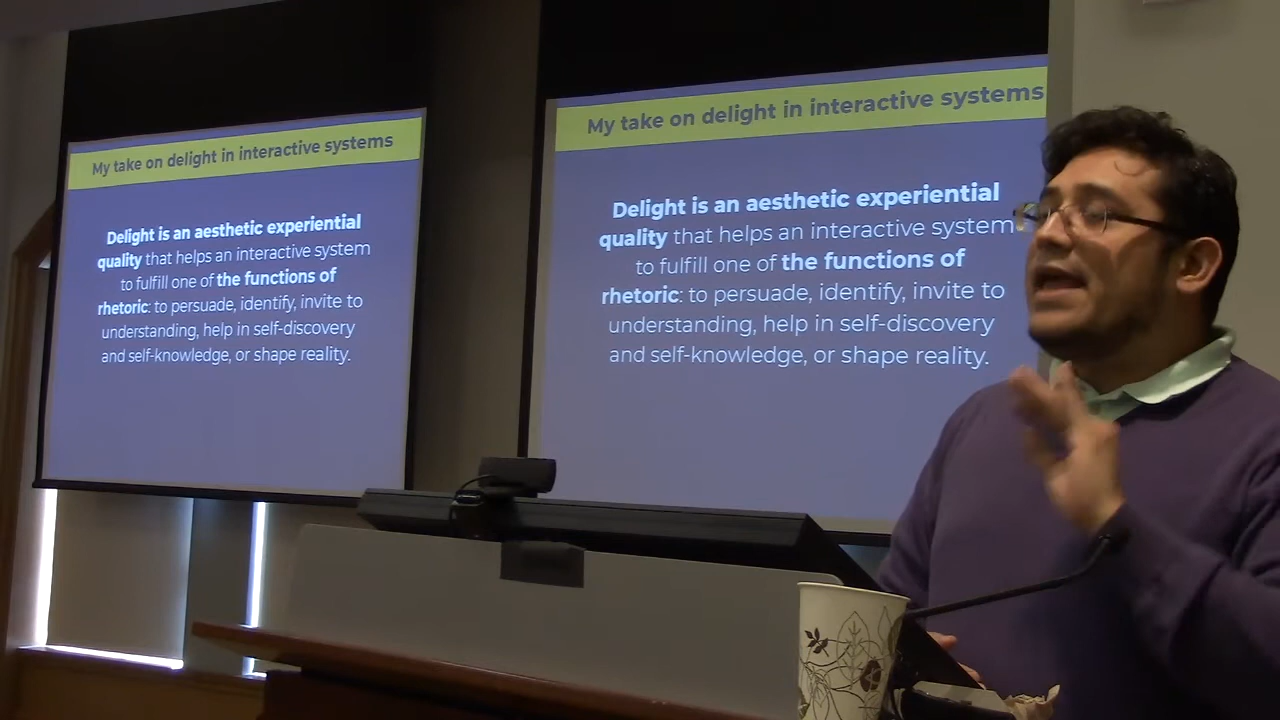 My take on delight in interactive systems
Delight is an aesthetic experiential
quality that helps an interactive system
to fulfill one of the functions of
rhetoric: to persuade, identify, invite to
understanding, help in self-discovery
and self-knowledge, or shape reality.
My take on delight in interactive systems
Delight is an aesthetic experiential
quality that helps an interactive system
to fulfill one of the functions of
rhetoric: to persuade, identify, invite to
understanding, help in self-discovery
and self-knowledge, or shape reality.